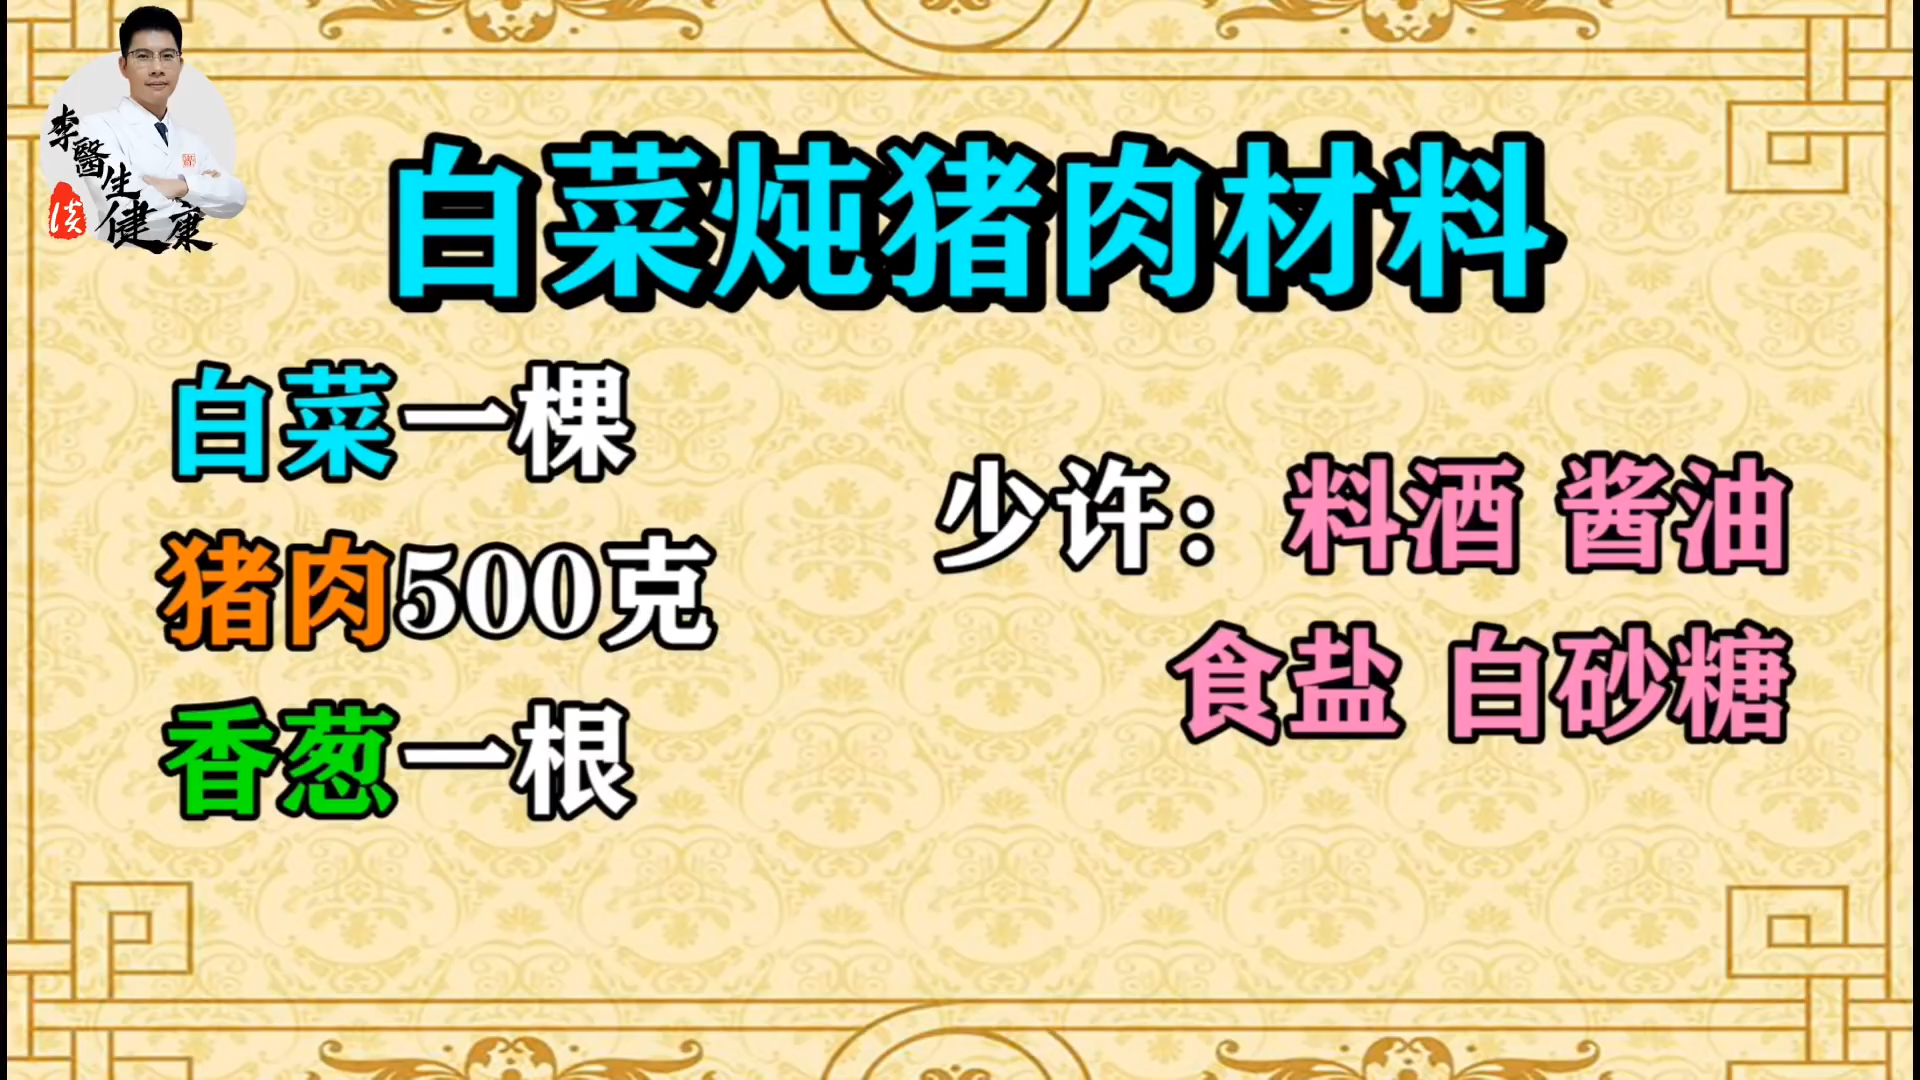 李醫生
谈健康
白菜炖猪肉材料
白菜一棵
猪肉500克
香葱一根
少许：料酒 酱油
食盐 白砂糖